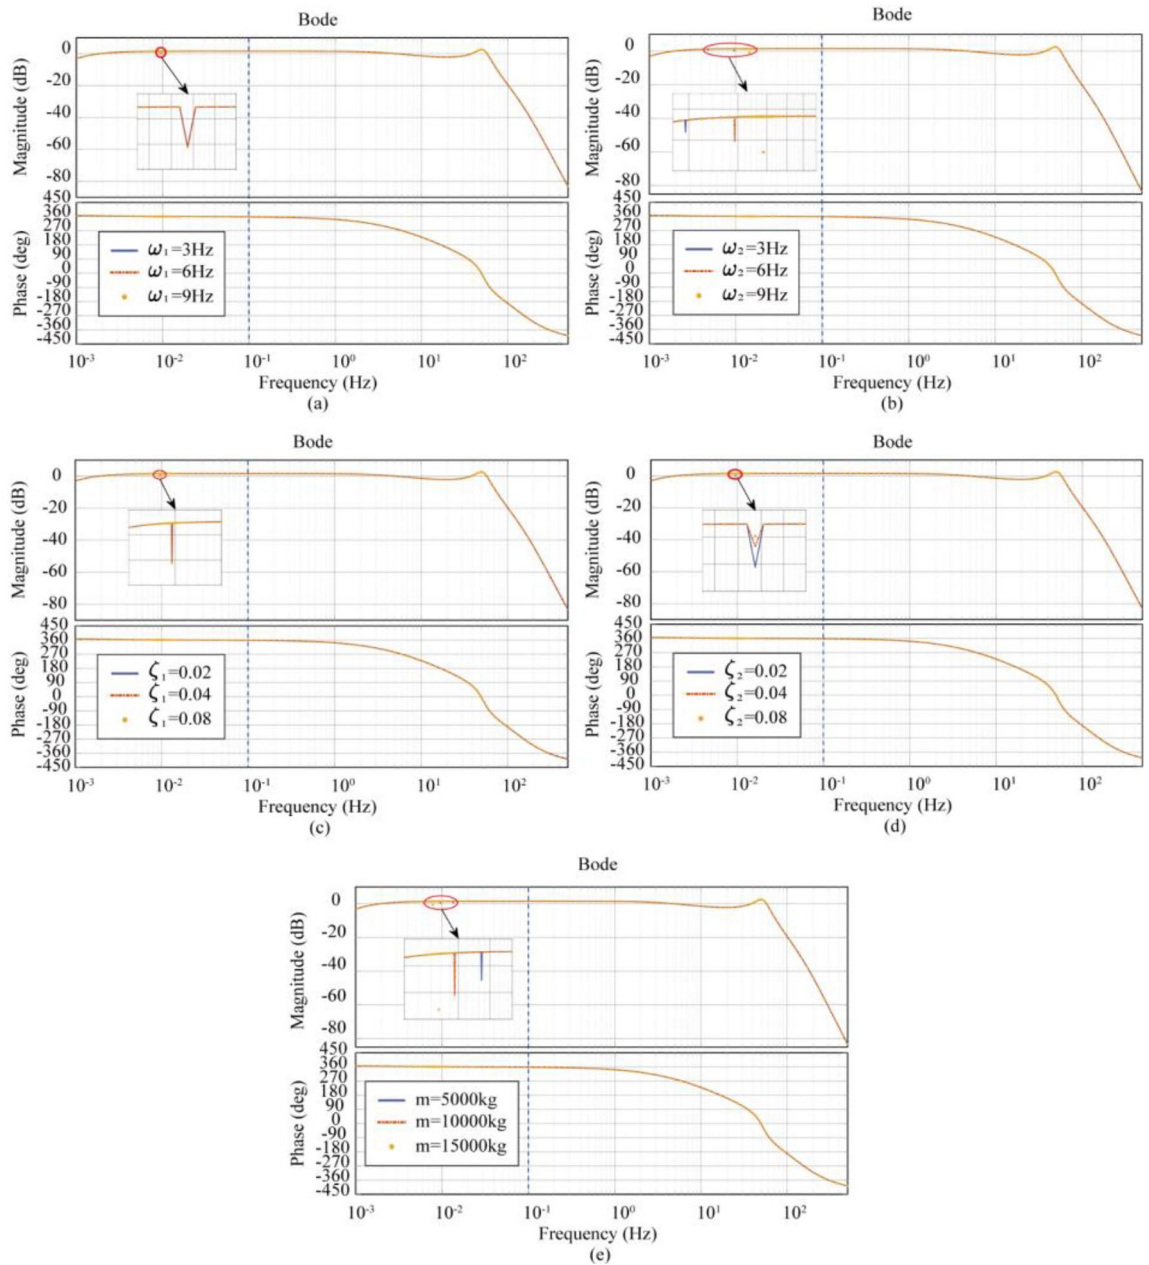 Bode
Magnitude (dB)
0
-20
-40
-60
-80
450
360
270
180
90
0
-90
-180
-270
-360
-450
Phase (deg)
ω₁=3Hz
ω₁=6Hz
ω₁=9Hz
10⁻³ 10⁻² 10⁻¹ 10⁰ 10¹ 10²
Frequency (Hz)
(a)
Bode
Magnitude (dB)
0
-20
-40
-60
-80
450
360
270
180
90
0
-90
-180
-270
-360
-450
Phase (deg)
ω₂=3Hz
ω₂=6Hz
ω₂=9Hz
10⁻³ 10⁻² 10⁻¹ 10⁰ 10¹ 10²
Frequency (Hz)
(b)
Bode
Magnitude (dB)
0
-20
-40
-60
-80
450
360
270
180
90
0
-90
-180
-270
-360
-450
Phase (deg)
ζ₁=0.02
ζ₁=0.04
ζ₁=0.08
10⁻³ 10⁻² 10⁻¹ 10⁰ 10¹ 10²
Frequency (Hz)
(c)
Bode
Magnitude (dB)
0
-20
-40
-60
-80
450
360
270
180
90
0
-90
-180
-270
-360
-450
Phase (deg)
ζ₂=0.02
ζ₂=0.04
ζ₂=0.08
10⁻³ 10⁻² 10⁻¹ 10⁰ 10¹ 10²
Frequency (Hz)
(d)
Bode
Magnitude (dB)
0
-20
-40
-60
-80
450
360
270
180
90
0
-90
-180
-270
-360
-450
Phase (deg)
m=5000kg
m=10000kg
m=15000kg
10⁻³ 10⁻² 10⁻¹ 10⁰ 10¹ 10²
Frequency (Hz)
(e)